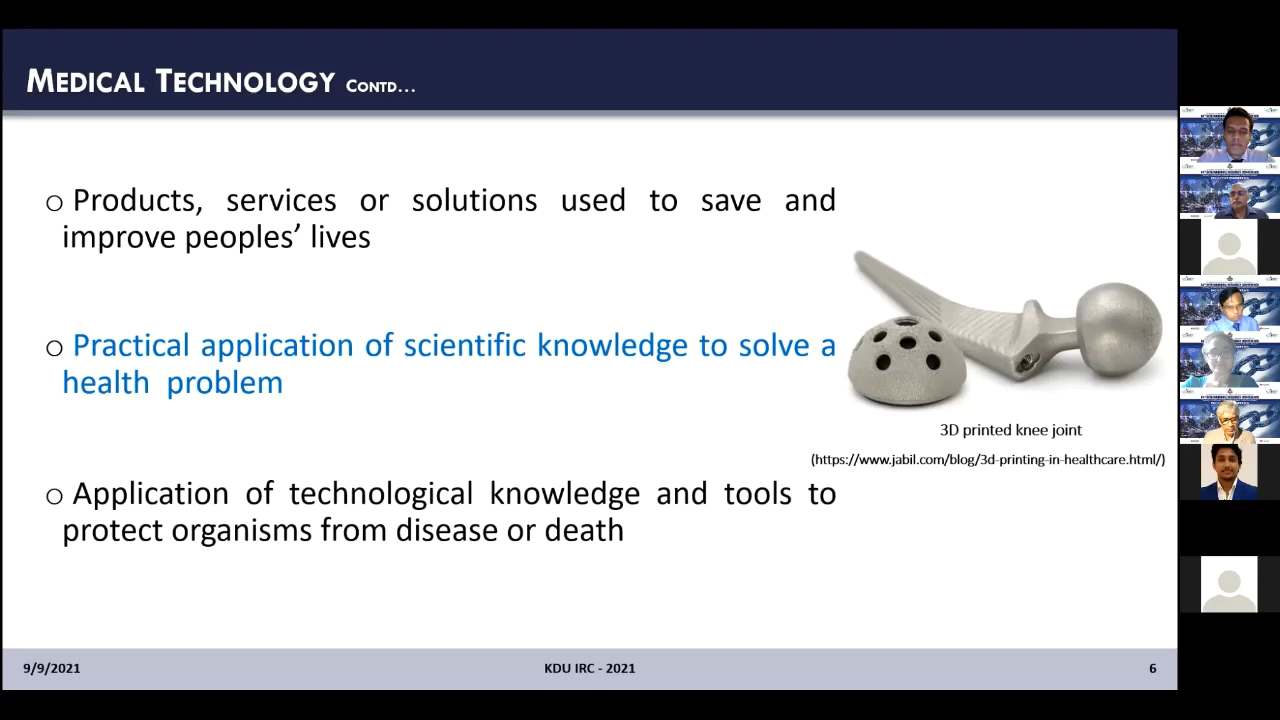 MEDICAL TECHNOLOGY CONTD...
o Products, services or solutions used to save and
improve peoples’ lives
o Practical application of scientific knowledge to solve a
health problem
3D printed knee joint
(https://www.jabil.com/blog/3d-printing-in-healthcare.html/)
o Application of technological knowledge and tools to
protect organisms from disease or death
9/9/2021
KDU IRC - 2021
6